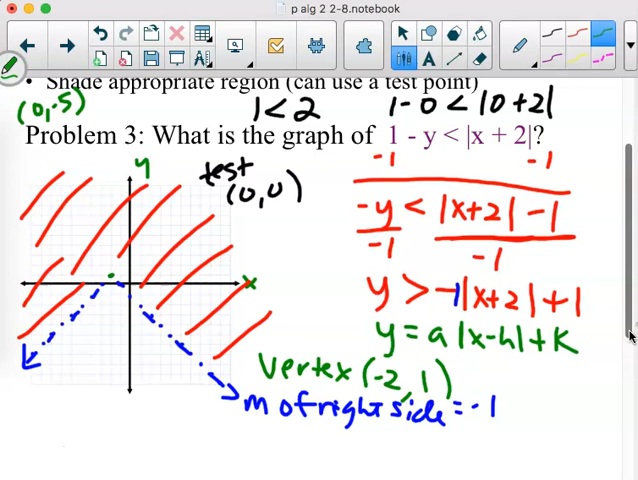 p alg 2 2-8.notebook
• Shade appropriate region (can use a test point)
(0,-5)
1 < 2
1 - 0 < |0 + 2|
Problem 3: What is the graph of 1 - y < |x + 2|?
-1 -1
y
test
(0,0)
-y < |x+2| - 1
-1 -1
x
y > -1|x+2| + 1
y = a|x-h| + k
Vertex (-2, 1)
m of right side = -1